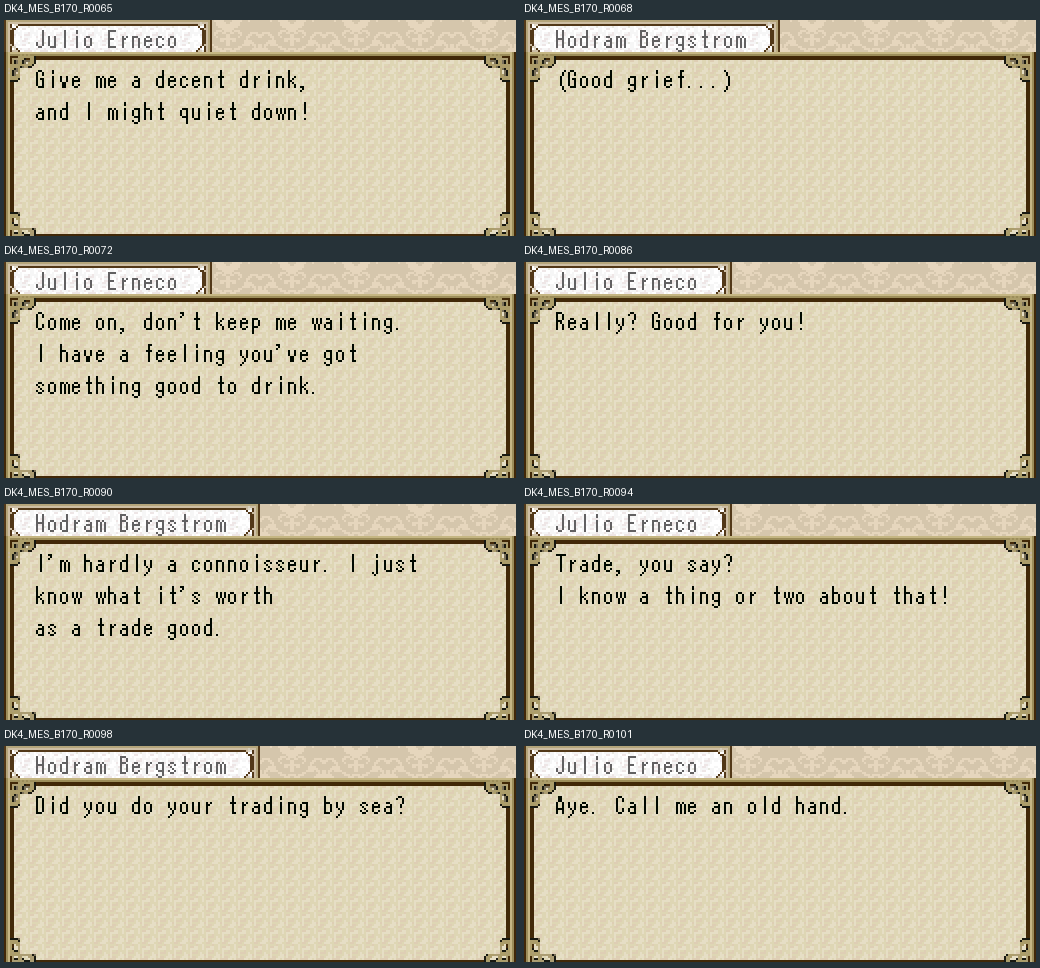 DK4_MES_B170_R0065
Julio Erneco
Give me a decent drink,
and I might quiet down!
DK4_MES_B170_R0068
Hodram Bergstrom
(Good grief...)
DK4_MES_B170_R0072
Julio Erneco
Come on, don't keep me waiting.
I have a feeling you've got
something good to drink.
DK4_MES_B170_R0086
Julio Erneco
Really? Good for you!
DK4_MES_B170_R0090
Hodram Bergstrom
I'm hardly a connoisseur. I just
know what it's worth
as a trade good.
DK4_MES_B170_R0094
Julio Erneco
Trade, you say?
I know a thing or two about that!
DK4_MES_B170_R0098
Hodram Bergstrom
Did you do your trading by sea?
DK4_MES_B170_R0101
Julio Erneco
Aye. Call me an old hand.